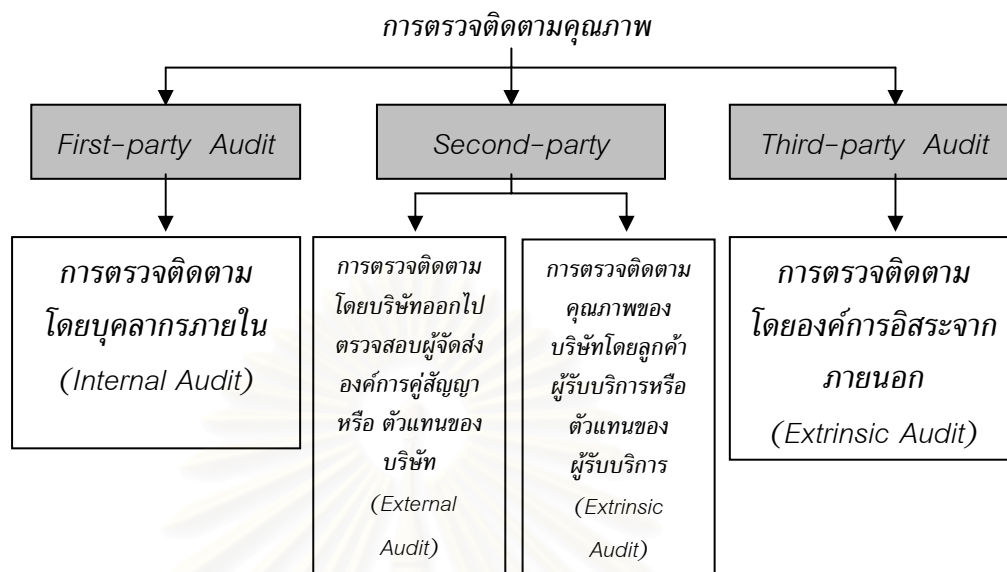 การตรวจติดตามคุณภาพ
First-party Audit
Second-party
Third-party Audit
การตรวจติดตาม
โดยบุคลากรภายใน
(Internal Audit)
การตรวจติดตาม
โดยบริษัทออกไป
ตรวจสอบผู้จัดส่ง
องค์การคู่สัญญา
หรือ ตัวแทนของ
บริษัท
(External
Audit)
การตรวจติดตาม
คุณภาพของ
บริษัทโดยลูกค้า
ผู้รับบริการหรือ
ตัวแทนของ
ผู้รับบริการ
(Extrinsic
Audit)
การตรวจติดตาม
โดยองค์การอิสระจาก
ภายนอก
(Extrinsic Audit)